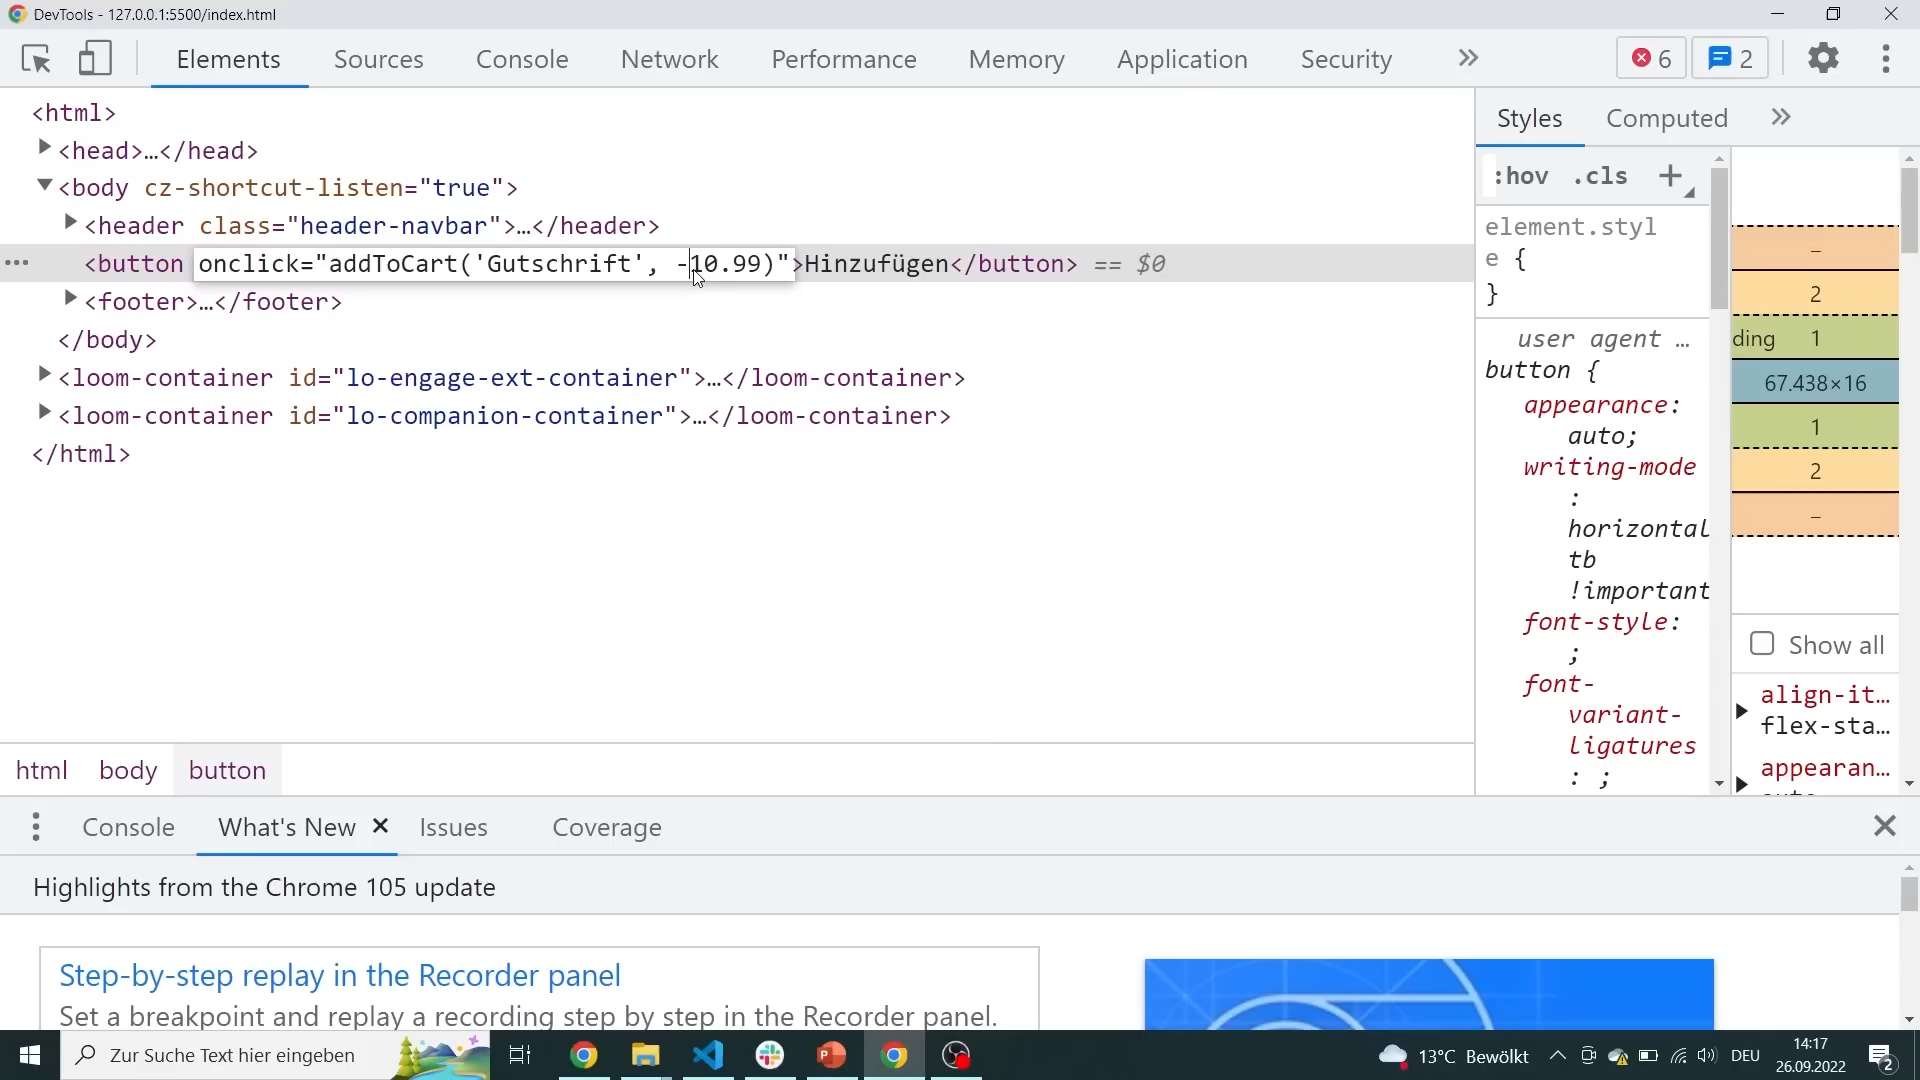 DevTools - 127.0.0.1:5500/index.html
Elements Sources Console Network Performance Memory Application Security 6 2
<html>
<head>…</head>
<body cz-shortcut-listen="true">
<header class="header-navbar">…</header>
<button onclick="addToCart('Gutschrift', -10.99)">Hinzufügen</button> == $0
<footer>…</footer>
</body>
<loom-container id="lo-engage-ext-container">…</loom-container>
<loom-container id="lo-companion-container">…</loom-container>
</html>
html body button
Styles Computed
:hov .cls
element.styl
e {
}
user agent …
button {
appearance:
auto;
writing-mode
:
horizontal
tb
!important
font-style:
;
font-
variant-
ligatures
: ;
–
2
ding 1
67.438×16
1
2
–
Show all
align-it…
flex-sta…
appearan…
Console What's New Issues Coverage
Highlights from the Chrome 105 update
Step-by-step replay in the Recorder panel
Set a breakpoint and replay a recording step by step in the Recorder panel.
Zur Suche Text hier eingeben
13°C Bewölkt
DEU
14:17
26.09.2022
2